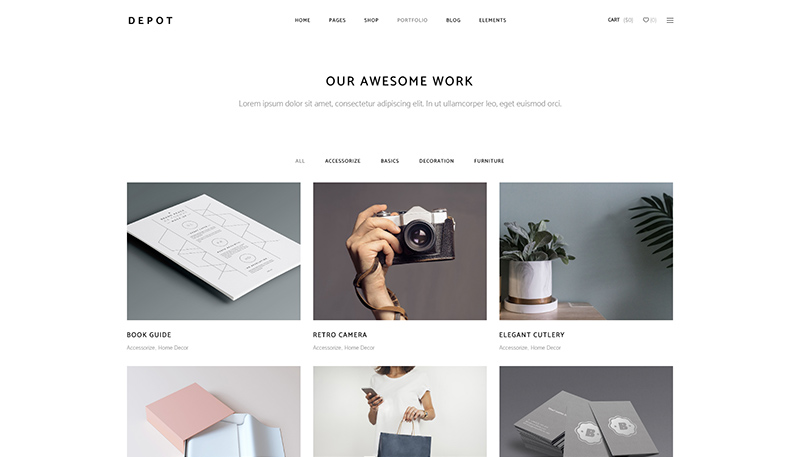 DEPOT
HOME PAGES SHOP PORTFOLIO BLOG ELEMENTS
CART ($0) (0)
OUR AWESOME WORK
Lorem ipsum dolor sit amet, consectetur adipiscing elit. In ut ullamcorper leo, eget euismod orci.
ALL ACCESSORIZE BASICS DECORATION FURNITURE
BOOK GUIDE
Accessorize, Home Decor
RETRO CAMERA
Accessorize, Home Decor
ELEGANT CUTLERY
Accessorize, Home Decor
B
B